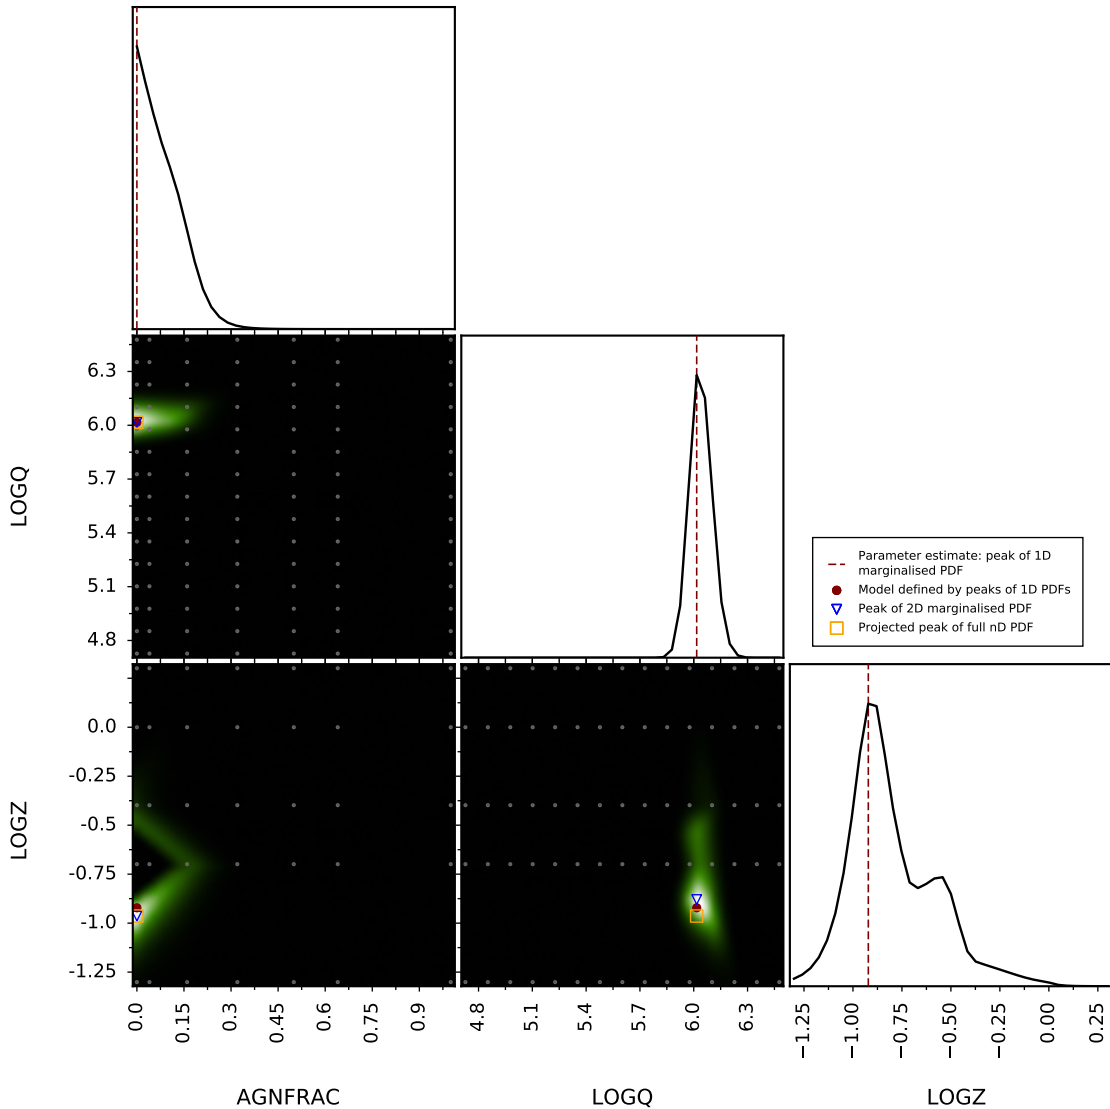 6.3
6.0
5.7
5.4
5.1
4.8
LOGQ
Parameter estimate: peak of 1D
marginalised PDF
Model defined by peaks of 1D PDFs
Peak of 2D marginalised PDF
Projected peak of full nD PDF
0.0
-0.25
-0.5
-0.75
-1.0
-1.25
LOGZ
0.0 0.15 0.3 0.45 0.6 0.75 0.9
4.8 5.1 5.4 5.7 6.0 6.3
−1.25 −1.00 −0.75 −0.50 −0.25 0.00 0.25
AGNFRAC LOGQ LOGZ